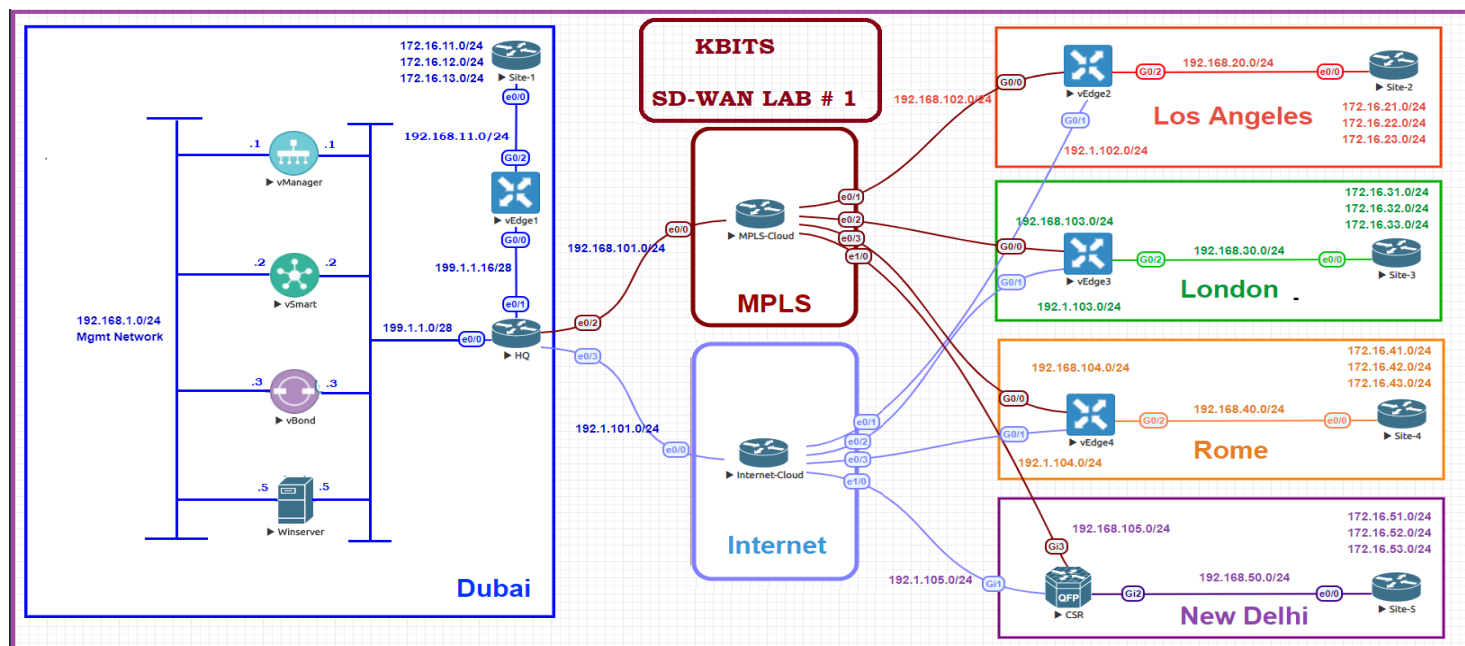 KBITS
SD-WAN LAB # 1
172.16.11.0/24
172.16.12.0/24
172.16.13.0/24
Site-1
e0/0
192.168.11.0/24
G0/2
vEdge1
G0/0
199.1.1.16/28
e0/1
.1
.1
vManager
.2
.2
vSmart
192.168.1.0/24
Mgmt Network
199.1.1.0/28
e0/0
HQ
e0/2
e0/3
.3
.3
vBond
.5
.5
Winserver
Dubai
192.168.101.0/24
e0/0
MPLS-Cloud
e0/1
e0/2
e0/3
e1/0
MPLS
192.1.101.0/24
e0/0
Internet-Cloud
e0/1
e0/2
e0/3
e1/0
Internet
192.168.102.0/24
G0/0
vEdge2
G0/1
192.1.102.0/24
G0/2
192.168.20.0/24
e0/0
Site-2
Los Angeles
172.16.21.0/24
172.16.22.0/24
172.16.23.0/24
192.168.103.0/24
G0/0
vEdge3
G0/1
192.1.103.0/24
G0/2
192.168.30.0/24
e0/0
172.16.31.0/24
172.16.32.0/24
172.16.33.0/24
Site-3
London
192.168.104.0/24
G0/0
G0/1
vEdge4
192.1.104.0/24
G0/2
192.168.40.0/24
e0/0
172.16.41.0/24
172.16.42.0/24
172.16.43.0/24
Site-4
Rome
192.168.105.0/24
Gi3
192.1.105.0/24
Gi1
QFP
CSR
Gi2
192.168.50.0/24
e0/0
172.16.51.0/24
172.16.52.0/24
172.16.53.0/24
Site-5
New Delhi